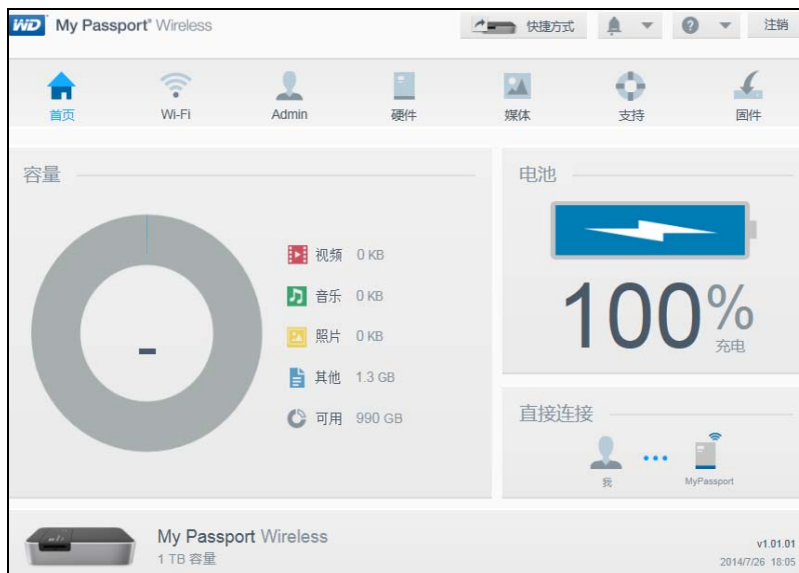 WD My Passport® Wireless
快捷方式
注销
首页
Wi-Fi
Admin
硬件
媒体
支持
固件
容量
视频 0 KB
音乐 0 KB
照片 0 KB
其他 1.3 GB
可用 990 GB
-
电池
100%
充电
直接连接
我
MyPassport
My Passport Wireless
1 TB 容量
v1.01.01
2014/7/26 18:05